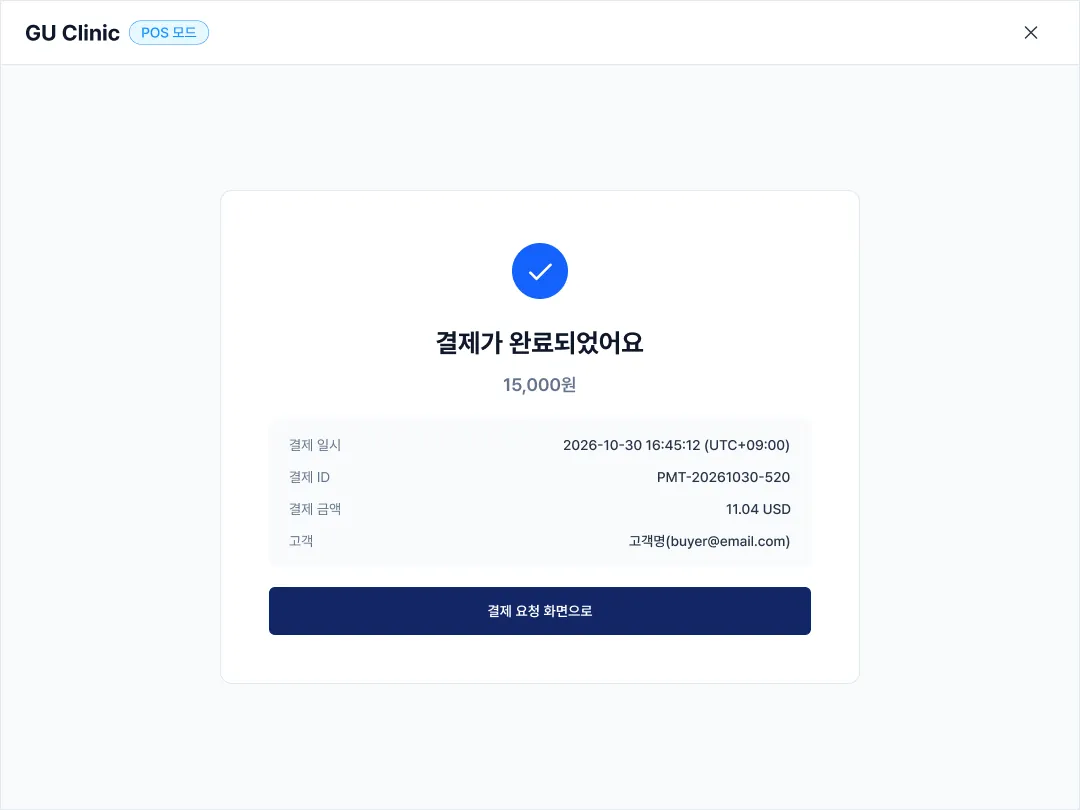 GU Clinic POS 모드
결제가 완료되었어요
15,000원
결제 일시 2026-10-30 16:45:12 (UTC+09:00)
결제 ID PMT-20261030-520
결제 금액 11.04 USD
고객 고객명(buyer@email.com)
결제 요청 화면으로